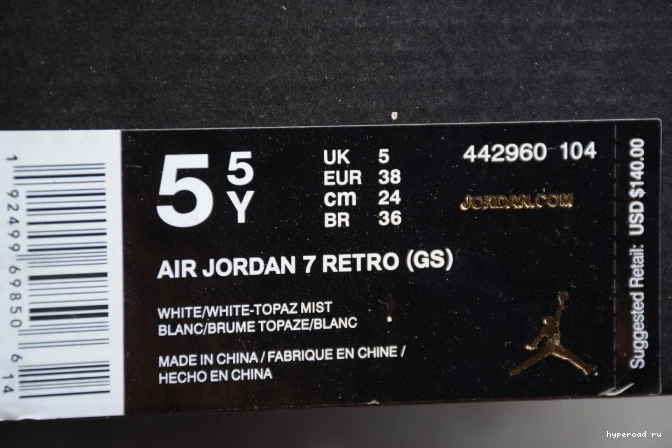 1 92499 69850 6 14
5 5
Y
UK 5
EUR 38
cm 24
BR 36
442960 104
JORDAN.COM
AIR JORDAN 7 RETRO (GS)
WHITE/WHITE-TOPAZ MIST
BLANC/BRUME TOPAZE/BLANC
MADE IN CHINA / FABRIQUE EN CHINE /
HECHO EN CHINA
Suggested Retail: USD $140.00
hyperoad ru